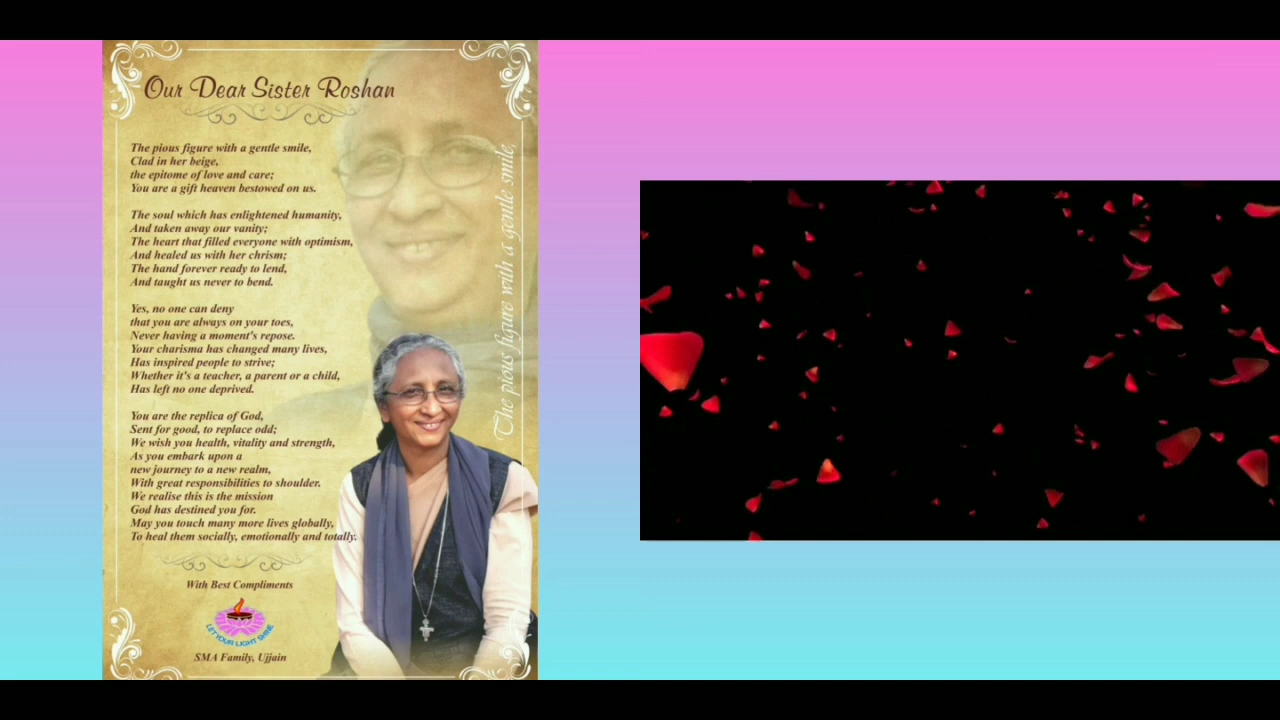 Our Dear Sister Roshan
The pious figure with a gentle smile,
Clad in her beige,
the epitome of love and care;
You are a gift heaven bestowed on us.
The soul which has enlightened humanity,
And taken away our vanity;
The heart that filled everyone with optimism,
And healed us with her chrism;
The hand forever ready to lend,
And taught us never to bend.
Yes, no one can deny
that you are always on your toes,
Never having a moment's repose.
Your charisma has changed many lives,
Has inspired people to strive;
Whether it's a teacher, a parent or a child,
Has left no one deprived.
You are the replica of God,
Sent for good, to replace odd;
We wish you health, vitality and strength,
As you embark upon a
new journey to a new realm,
With great responsibilities to shoulder.
We realise this is the mission
God has destined you for.
May you touch many more lives globally,
To heal them socially, emotionally and totally.
With Best Compliments
LET YOUR LIGHT SHINE
SMA Family, Ujjain
The pious figure with a gentle smile,